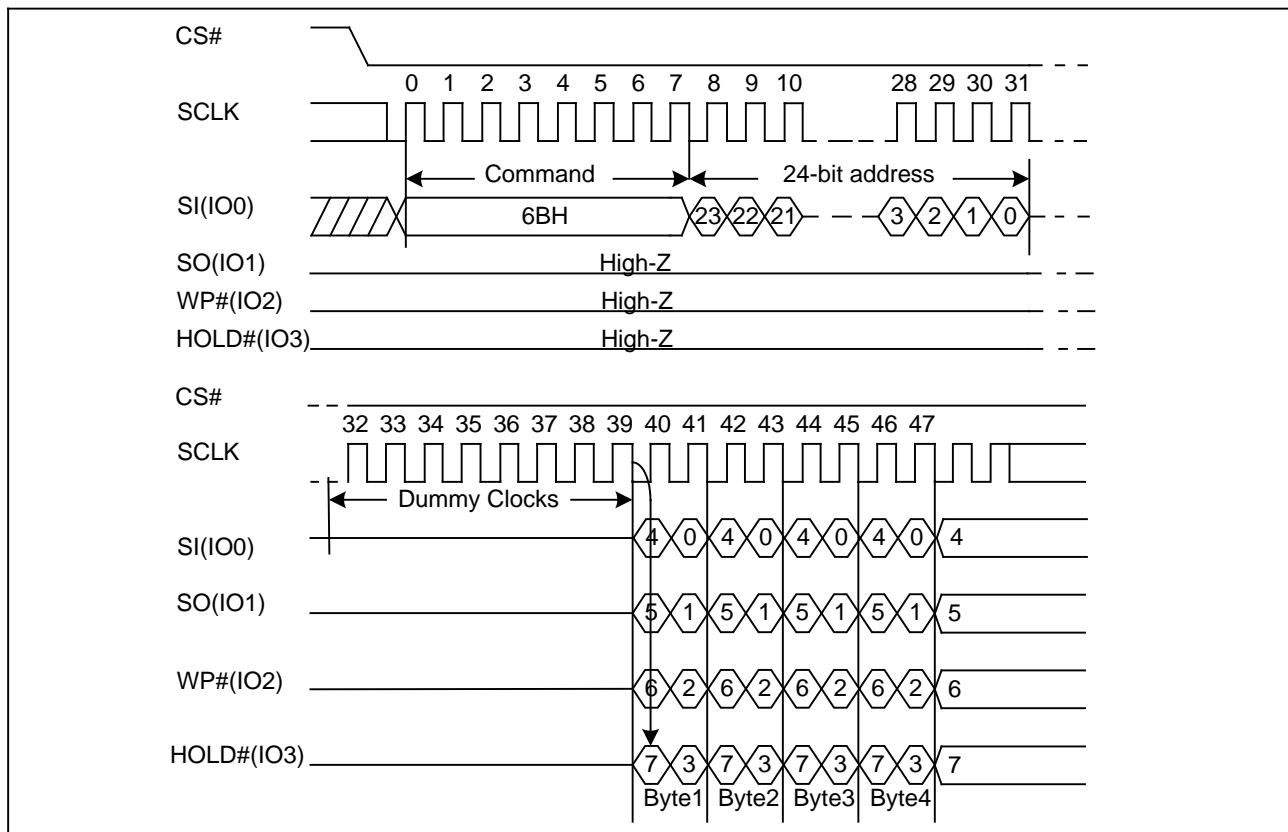 CS#
0 1 2 3 4 5 6 7 8 9 10 28 29 30 31
SCLK
Command 24-bit address
SI(IO0) 6BH 23 22 21 3 2 1 0
SO(IO1) High-Z
WP#(IO2) High-Z
HOLD#(IO3) High-Z
CS#
32 33 34 35 36 37 38 39 40 41 42 43 44 45 46 47
SCLK
Dummy Clocks
SI(IO0) 4 0 4 0 4 0 4 0 4
SO(IO1) 5 1 5 1 5 1 5 1 5
WP#(IO2) 6 2 6 2 6 2 6 2 6
HOLD#(IO3) 7 3 7 3 7 3 7 3 7
Byte1 Byte2 Byte3 Byte4